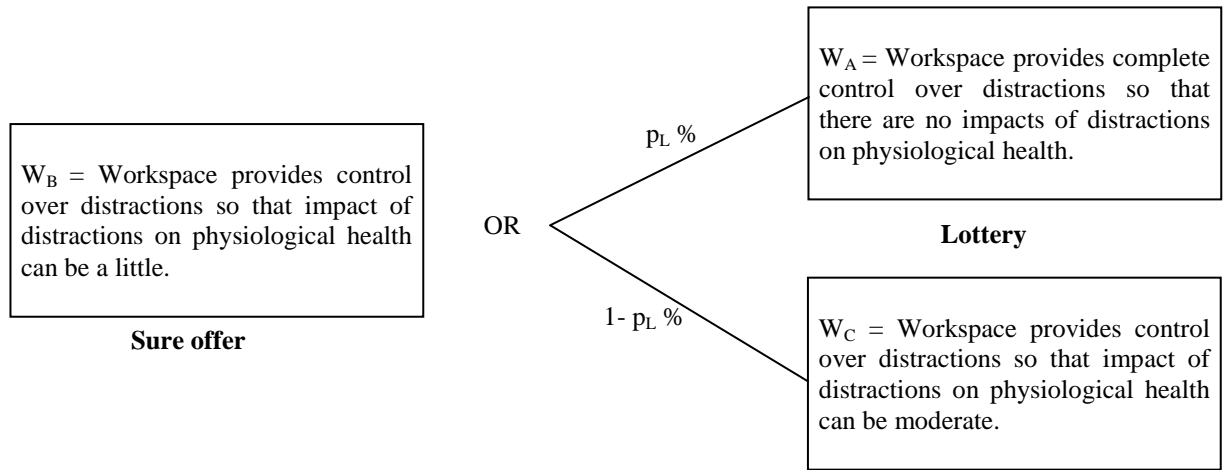 W_B = Workspace provides control
over distractions so that impact of
distractions on physiological health
can be a little.
Sure offer
OR
p_L %
1- p_L %
W_A = Workspace provides complete
control over distractions so that
there are no impacts of distractions
on physiological health.
Lottery
W_C = Workspace provides control
over distractions so that impact of
distractions on physiological health
can be moderate.